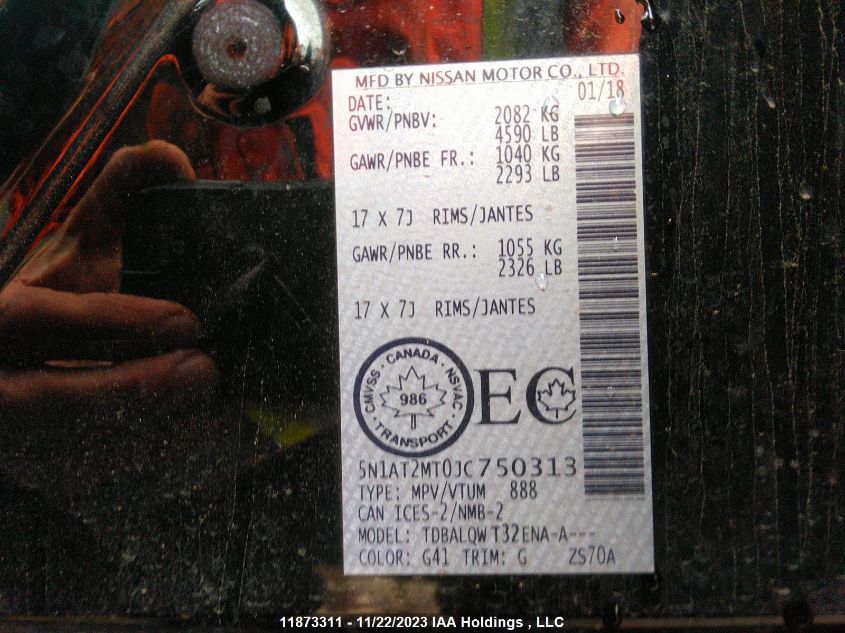 MFD BY NISSAN MOTOR CO., LTD.
DATE: 01/18
GVWR/PNBV: 2082 KG
4590 LB
GAWR/PNBE FR.: 1040 KG
2293 LB
17 X 7J RIMS/JANTES
GAWR/PNBE RR.: 1055 KG
2326 LB
17 X 7J RIMS/JANTES
CANADA · NSVAC · TRANSPORT · CMVSS ·
986
EC
5N1AT2MT0JC750313
TYPE: MPV/VTUM 888
CAN ICES-2/NMB-2
MODEL: TDBALQW T32ENA-A---
COLOR: G41 TRIM: G ZS70A
11873311 - 11/22/2023 IAA Holdings , LLC